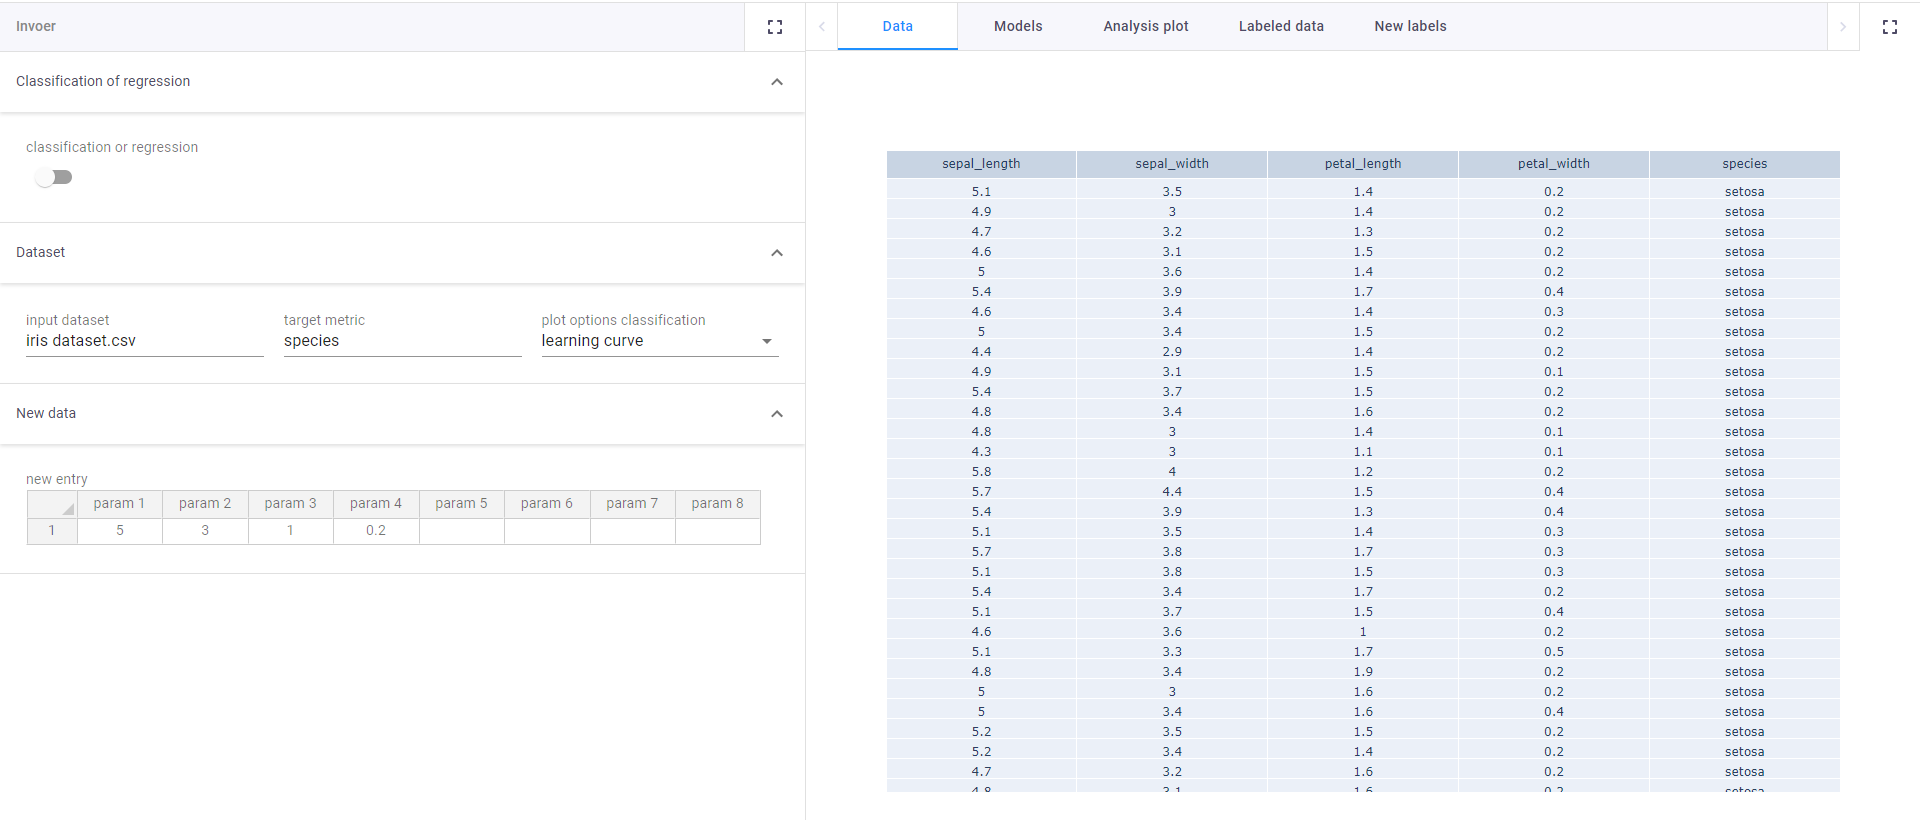 Invoer
Classification of regression
classification or regression
Dataset
input dataset target metric plot options classification
iris dataset.csv species learning curve
New data
new entry
param 1 param 2 param 3 param 4 param 5 param 6 param 7 param 8
1 5 3 1 0.2
Data Models Analysis plot Labeled data New labels
sepal_length sepal_width petal_length petal_width species
5.1 3.5 1.4 0.2 setosa
4.9 3 1.4 0.2 setosa
4.7 3.2 1.3 0.2 setosa
4.6 3.1 1.5 0.2 setosa
5 3.6 1.4 0.2 setosa
5.4 3.9 1.7 0.4 setosa
4.6 3.4 1.4 0.3 setosa
5 3.4 1.5 0.2 setosa
4.4 2.9 1.4 0.2 setosa
4.9 3.1 1.5 0.1 setosa
5.4 3.7 1.5 0.2 setosa
4.8 3.4 1.6 0.2 setosa
4.8 3 1.4 0.1 setosa
4.3 3 1.1 0.1 setosa
5.8 4 1.2 0.2 setosa
5.7 4.4 1.5 0.4 setosa
5.4 3.9 1.3 0.4 setosa
5.1 3.5 1.4 0.3 setosa
5.7 3.8 1.7 0.3 setosa
5.1 3.8 1.5 0.3 setosa
5.4 3.4 1.7 0.2 setosa
5.1 3.7 1.5 0.4 setosa
4.6 3.6 1 0.2 setosa
5.1 3.3 1.7 0.5 setosa
4.8 3.4 1.9 0.2 setosa
5 3 1.6 0.2 setosa
5 3.4 1.6 0.4 setosa
5.2 3.5 1.5 0.2 setosa
5.2 3.4 1.4 0.2 setosa
4.7 3.2 1.6 0.2 setosa
4.8 3.1 1.6 0.2 setosa